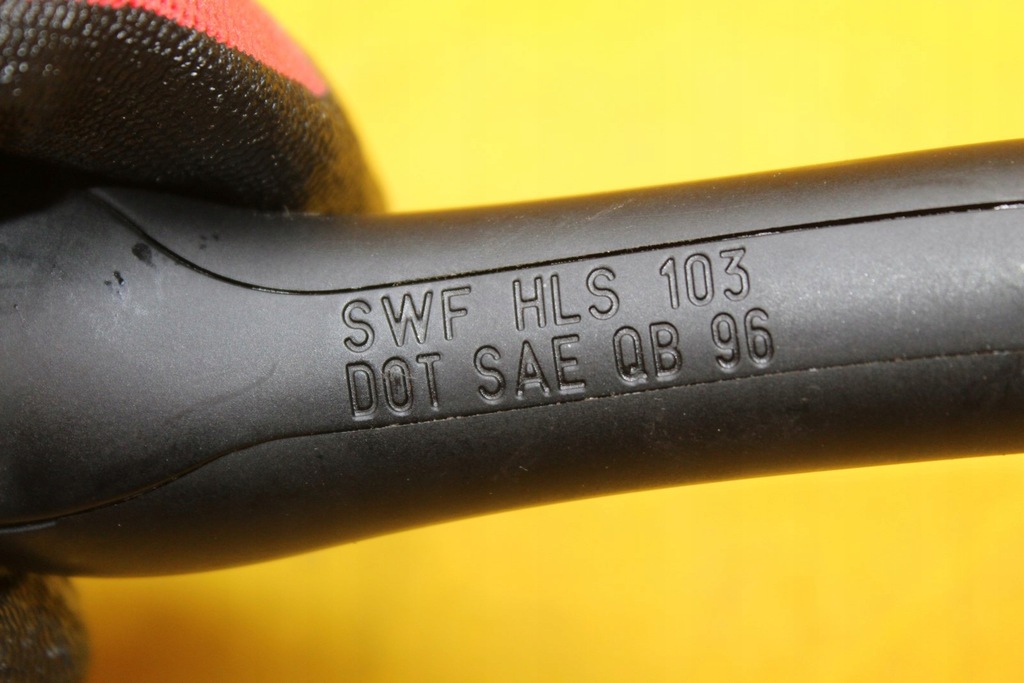 SWF HLS 103
DOT SAE QB 96